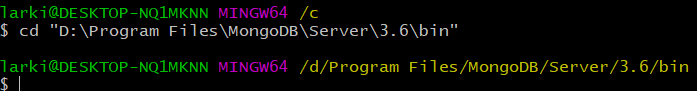 larki@DESKTOP-NQ1MKNN MINGW64 /c
$ cd "D:\Program Files\MongoDB\Server\3.6\bin"
larki@DESKTOP-NQ1MKNN MINGW64 /d/Program Files/MongoDB/Server/3.6/bin
$